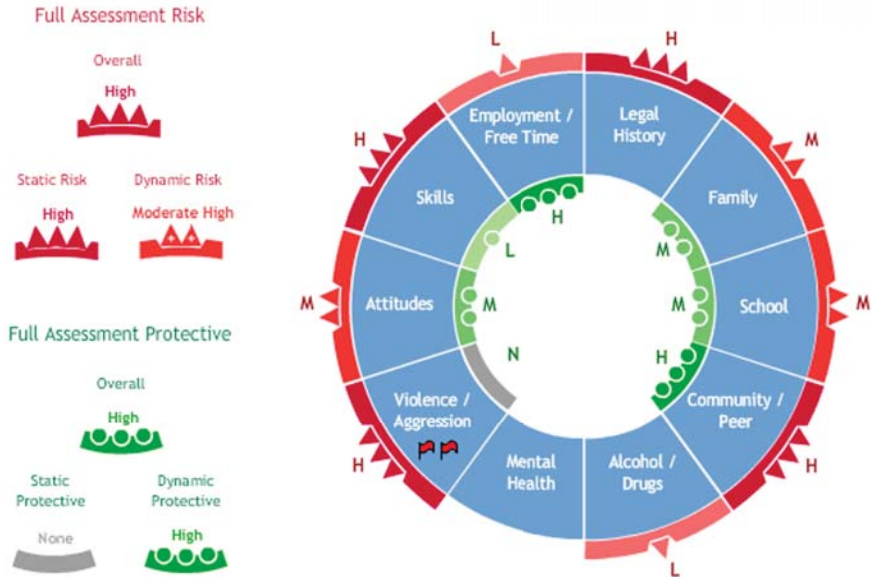 Full Assessment Risk
Overall
High
Static Risk
Dynamic Risk
High
Moderate High
Full Assessment Protective
Overall
High
Static
Protective
Dynamic
Protective
None
High
L
H
Employment /
Free Time
Legal
History
H
M
Skills
Family
H
L
M
Attitudes
School
M
M
M
M
N
H
Violence /
Aggression
Community /
Peer
H
H
Mental
Health
Alcohol /
Drugs
L